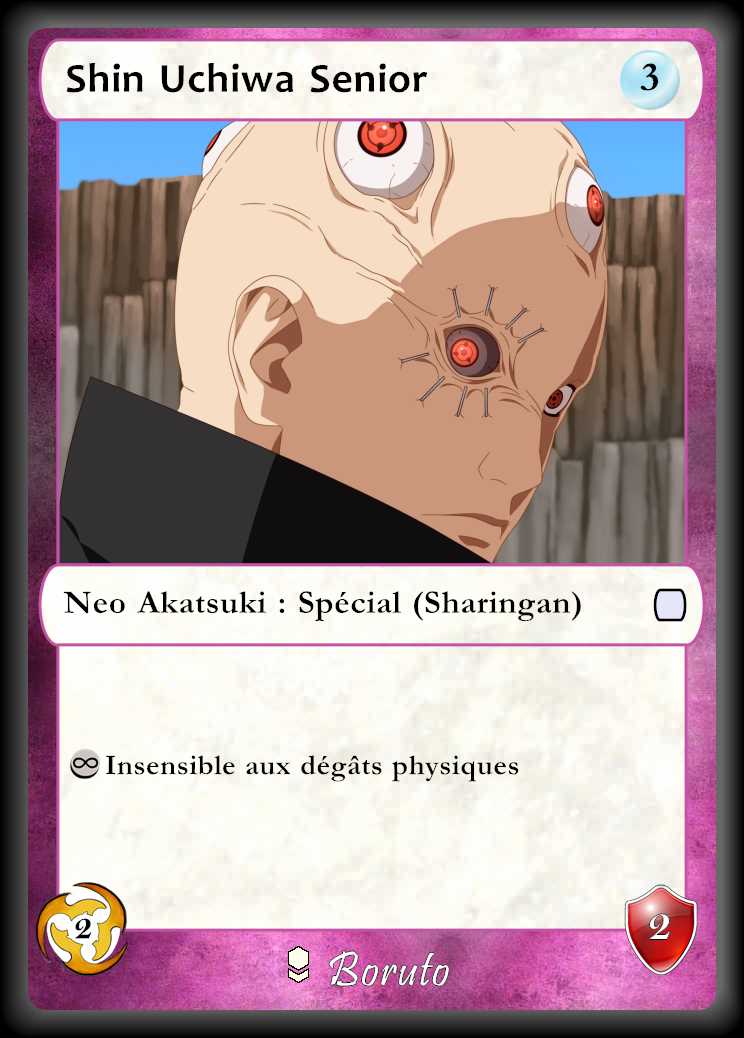 Shin Uchiwa Senior 3
Neo Akatsuki : Spécial (Sharingan)
∞ Insensible aux dégâts physiques
2 2
Boruto